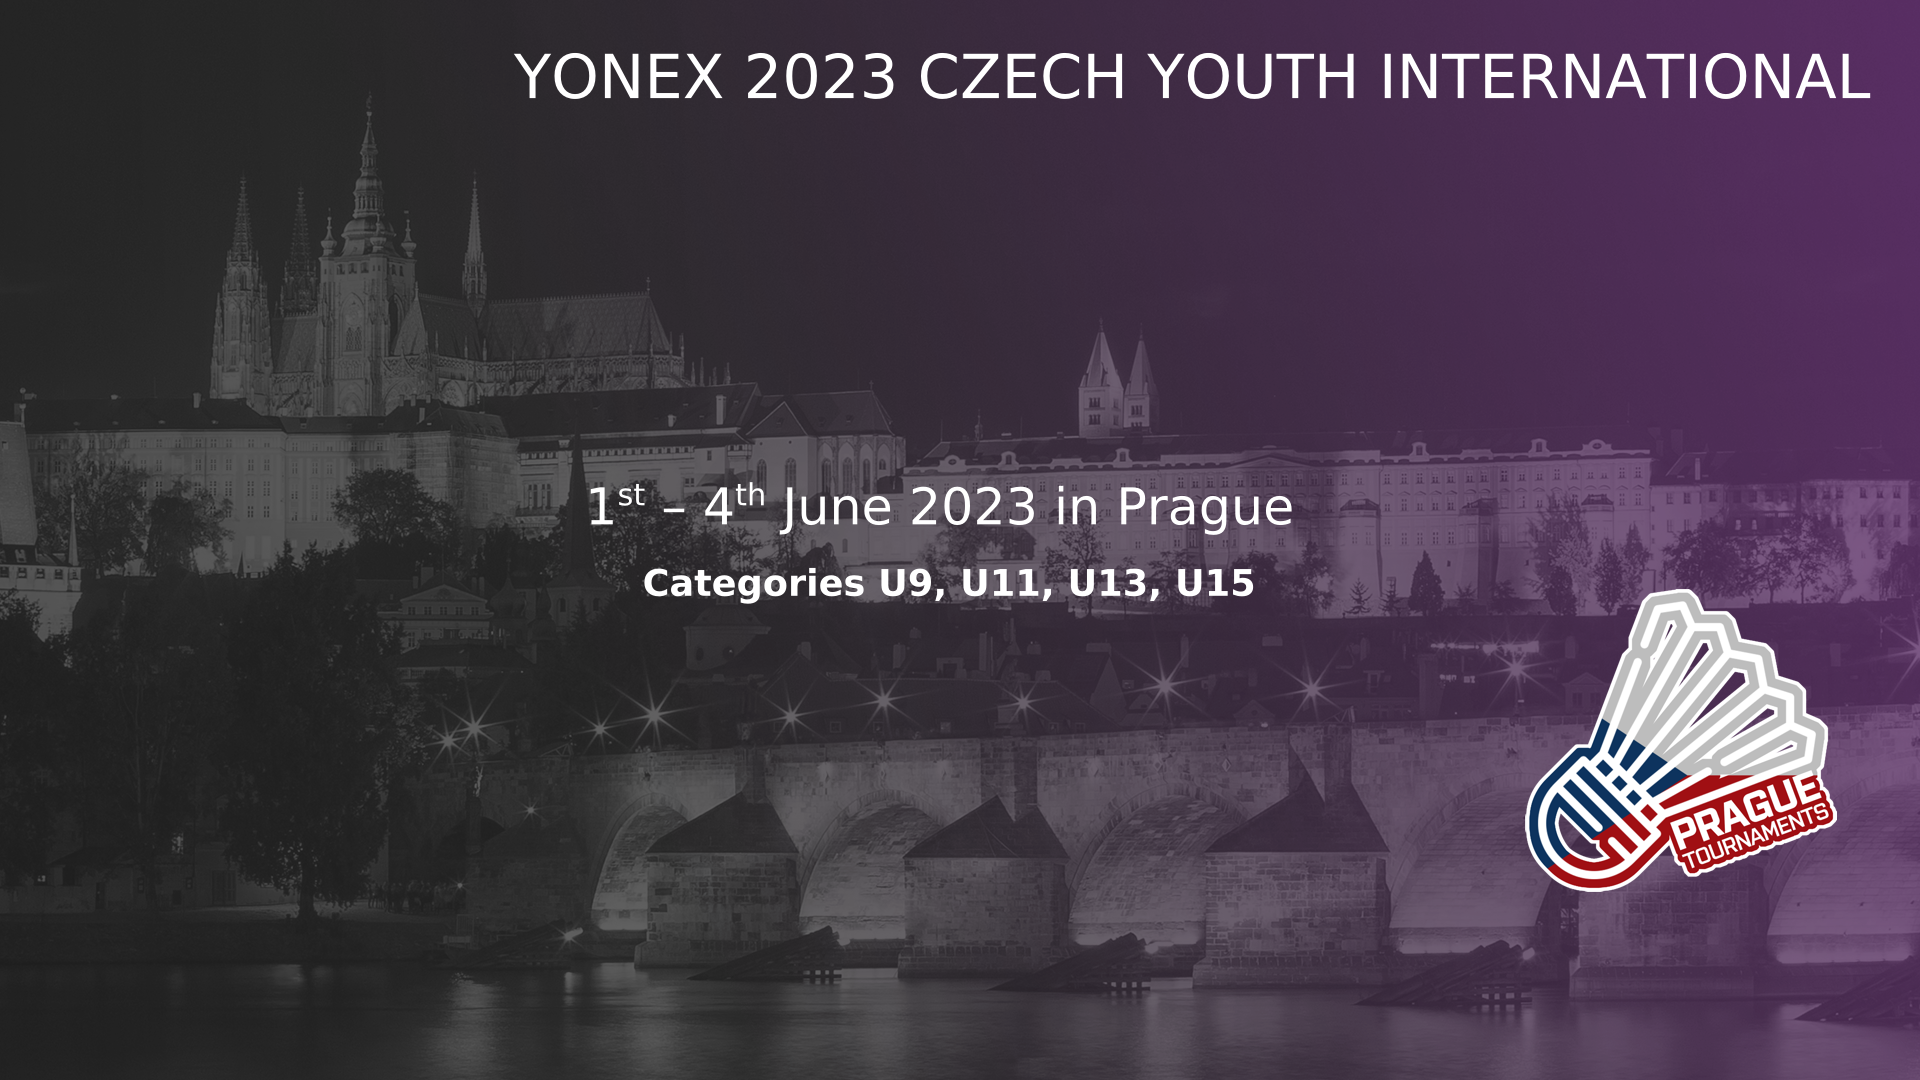 YONEX 2023 CZECH YOUTH INTERNATIONAL
1st – 4th June 2023 in Prague
Categories U9, U11, U13, U15
PRAGUE
TOURNAMENTS